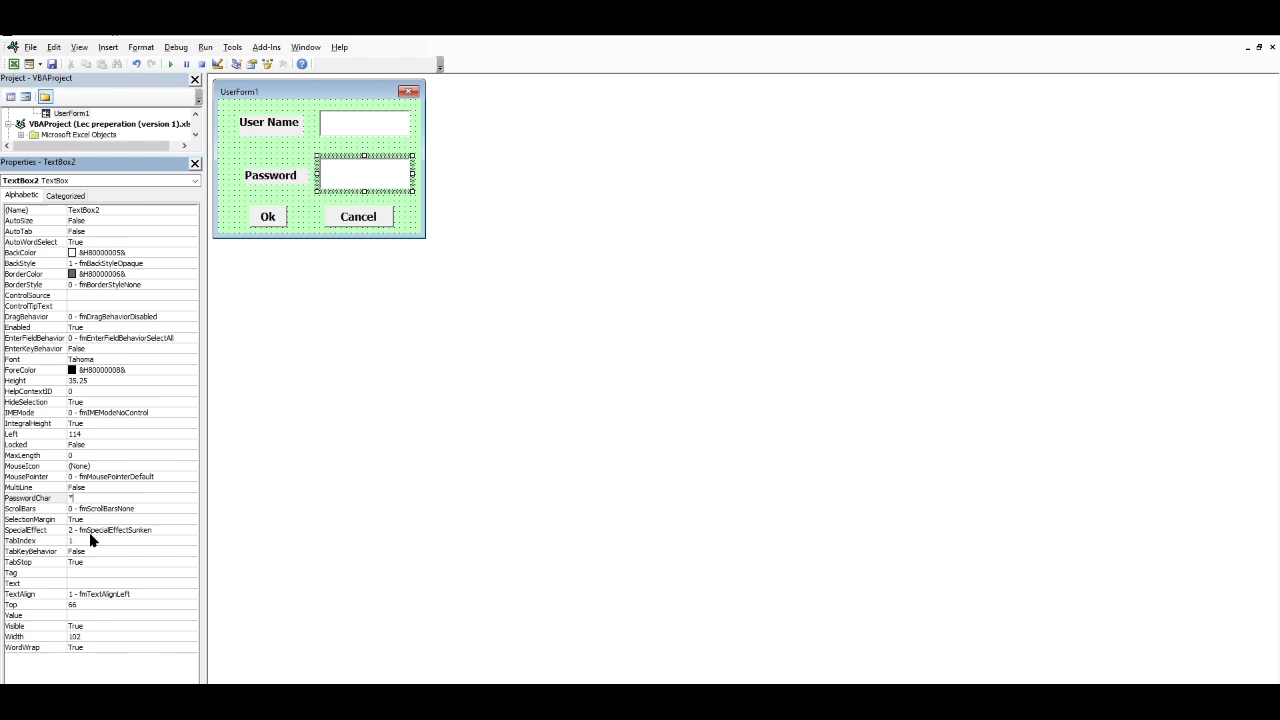 File Edit View Insert Format Debug Run Tools Add-Ins Window Help
Project - VBAProject
UserForm1
VBAProject (Lec preperation (version 1).xls
Microsoft Excel Objects
Properties - TextBox2
TextBox2 TextBox
Alphabetic Categorized
(Name) TextBox2
AutoSize False
AutoTab False
AutoWordSelect True
BackColor &H80000005&
BackStyle 1 - fmBackStyleOpaque
BorderColor &H80000006&
BorderStyle 0 - fmBorderStyleNone
ControlSource
ControlTipText
DragBehavior 0 - fmDragBehaviorDisabled
Enabled True
EnterFieldBehavior 0 - fmEnterFieldBehaviorSelectAll
EnterKeyBehavior False
Font Tahoma
ForeColor &H80000008&
Height 35.25
HelpContextID 0
HideSelection True
IMEMode 0 - fmIMEModeNoControl
IntegralHeight True
Left 114
Locked False
MaxLength 0
MouseIcon (None)
MousePointer 0 - fmMousePointerDefault
MultiLine False
PasswordChar *
ScrollBars 0 - fmScrollBarsNone
SelectionMargin True
SpecialEffect 2 - fmSpecialEffectSunken
TabIndex 1
TabKeyBehavior False
TabStop True
Tag
Text
TextAlign 1 - fmTextAlignLeft
Top 66
Value
Visible True
Width 102
WordWrap True
UserForm1
User Name
Password
Ok Cancel